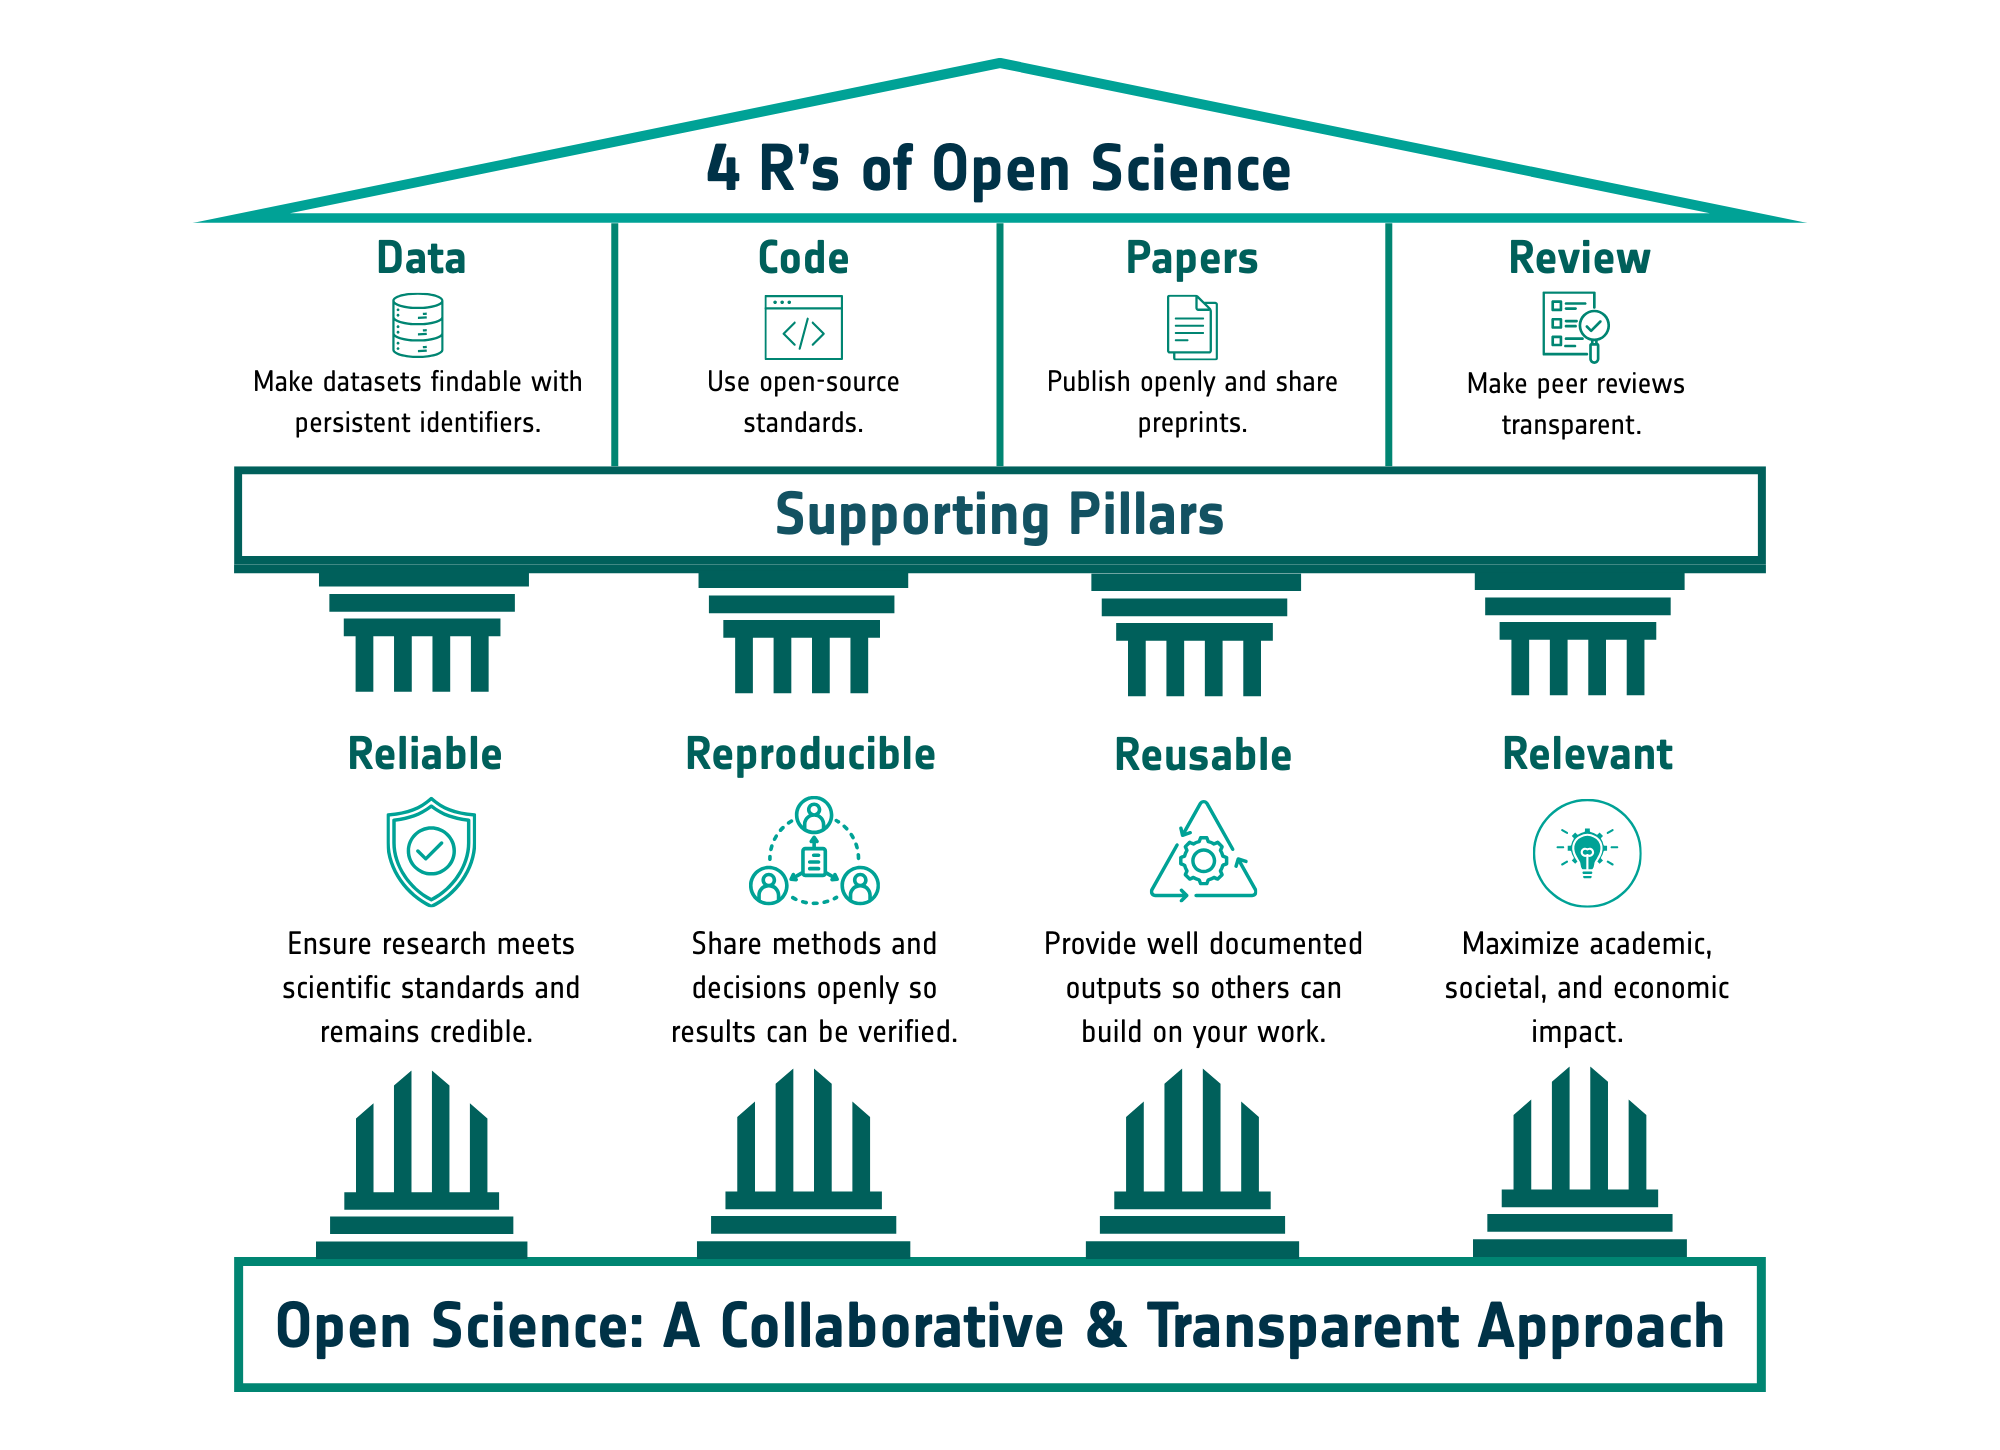 4 R’s of Open Science
Data
Make datasets findable with
persistent identifiers.
Code
Use open-source
standards.
Papers
Publish openly and share
preprints.
Review
Make peer reviews
transparent.
Supporting Pillars
Reliable
Ensure research meets
scientific standards and
remains credible.
Reproducible
Share methods and
decisions openly so
results can be verified.
Reusable
Provide well documented
outputs so others can
build on your work.
Relevant
Maximize academic,
societal, and economic
impact.
Open Science: A Collaborative & Transparent Approach